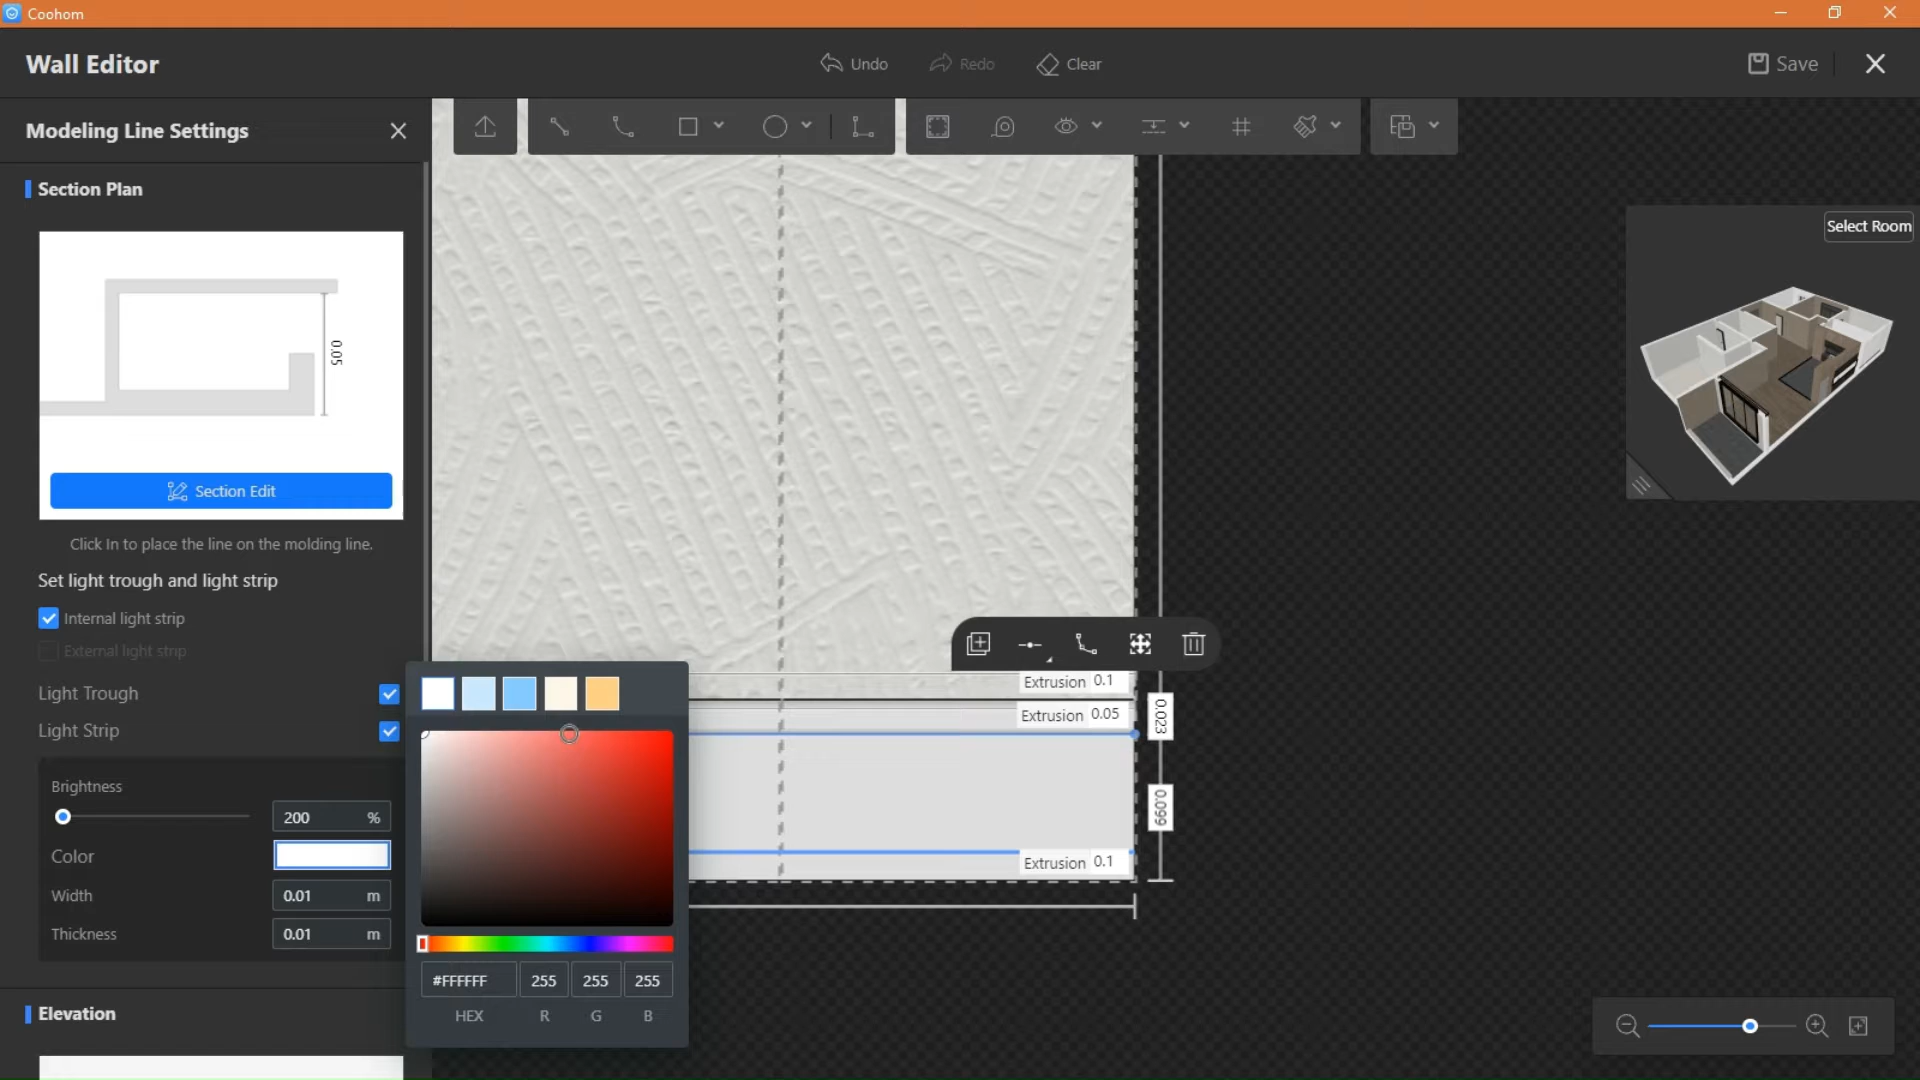 Coohom
Wall Editor
Undo
Redo
Clear
Save
Modeling Line Settings
Section Plan
0.05
Section Edit
Click In to place the line on the molding line.
Set light trough and light strip
Internal light strip
External light strip
Light Trough
Light Strip
Brightness
200 %
Color
Width
0.01 m
Thickness
0.01 m
Elevation
#FFFFFF 255 255 255
HEX R G B
Extrusion 0.1
Extrusion 0.05
0.023
0.099
Extrusion 0.1
Select Room